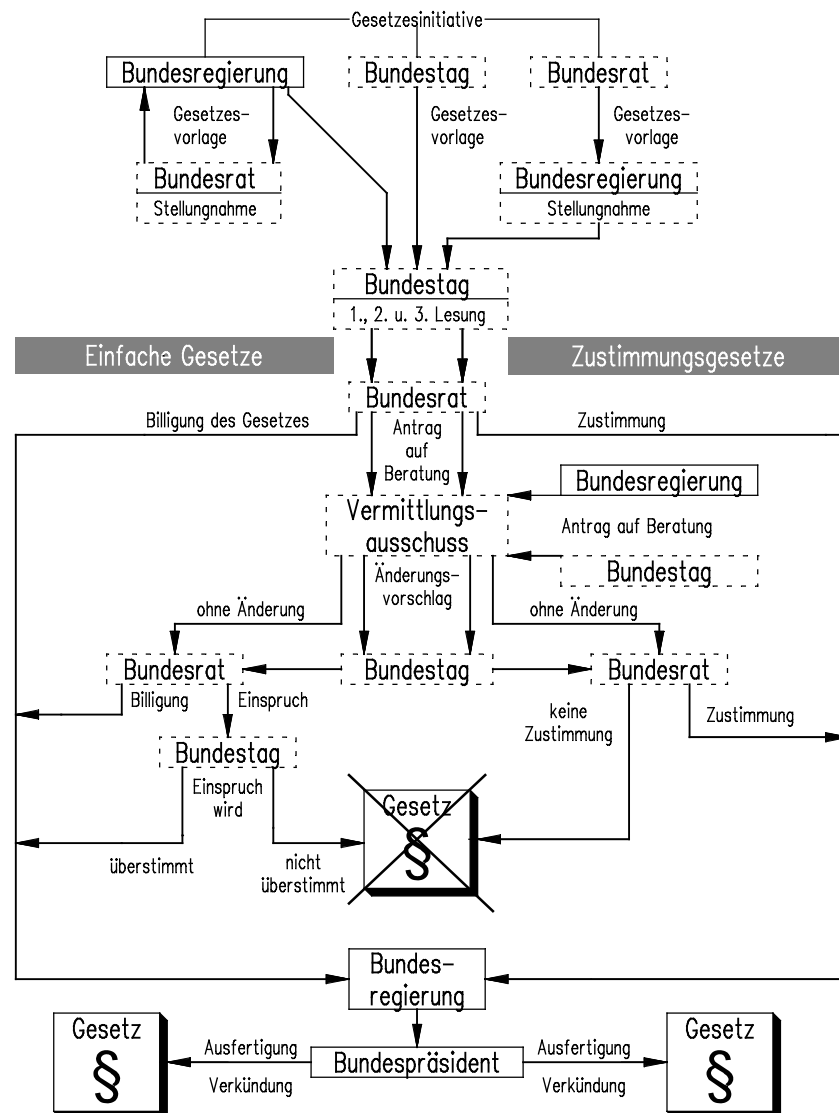 Gesetzesinitiative
Bundesregierung
Bundestag
Bundesrat
Gesetzes-
vorlage
Gesetzes-
vorlage
Gesetzes-
vorlage
Bundesrat
Stellungnahme
Bundesregierung
Stellungnahme
Bundestag
1., 2. u. 3. Lesung
Einfache Gesetze
Zustimmungsgesetze
Bundesrat
Billigung des Gesetzes
Antrag
auf
Beratung
Zustimmung
Bundesregierung
Vermittlungs-
ausschuss
Antrag auf Beratung
Bundestag
Änderungs-
vorschlag
ohne Änderung
ohne Änderung
Bundesrat
Bundestag
Bundesrat
Billigung
Einspruch
keine
Zustimmung
Zustimmung
Bundestag
Einspruch
wird
Gesetz
§
überstimmt
nicht
überstimmt
Bundes-
regierung
Gesetz
§
Ausfertigung
Verkündung
Bundespräsident
Ausfertigung
Verkündung
Gesetz
§